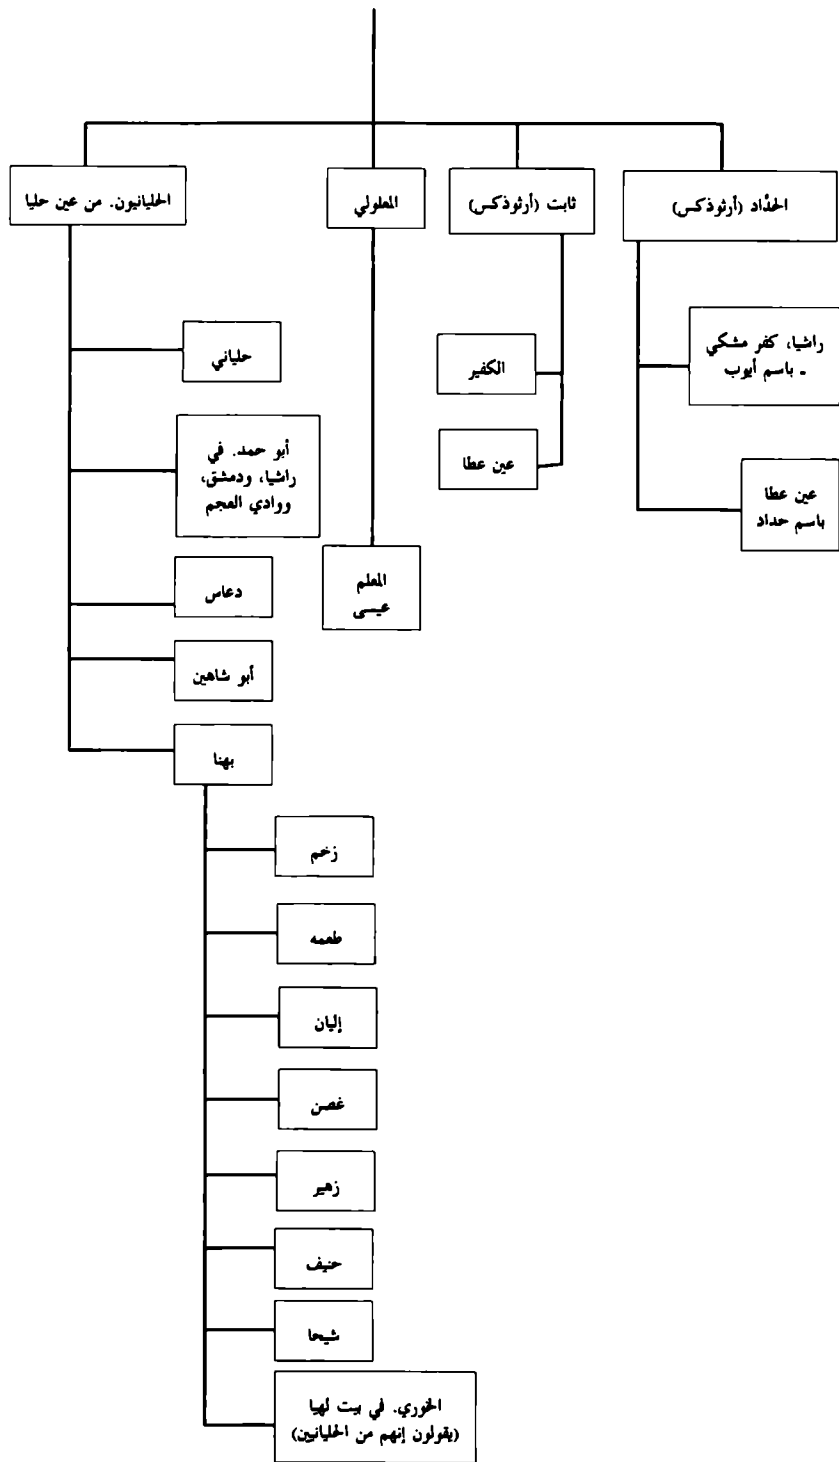 الحدّاد (أرثوذكس)
ثابت (أرثوذكس)
المعلولي
الحليانيون. من عين حليا
راشيا، كفر مشكي
ـ باسم أيوب
عين عطا
باسم حداد
الكفير
عين عطا
المعلم
عيسى
حلياني
أبو حمد. في
راشيا، ودمشق،
ووادي العجم
دعاس
أبو شاهين
بهنا
زخم
طعمه
إليان
غصن
زهير
حنيف
شيحا
الخوري. في بيت لهيا
(يقولون إنهم من الحليانيين)